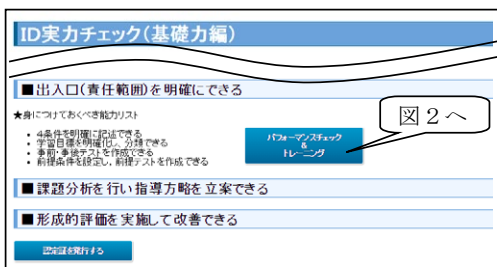 ID実力チェック(基礎力編)
■出入口(責任範囲)を明確にできる
★身につけておくべき能力リスト
・4条件を明確に記述できる
・学習目標を明確化し、分類できる
・事前・事後テストを作成できる
・前提条件を設定し、前提テストを作成できる
パフォーマンスチェック
&
トレーニング
図2へ
■課題分析を行い指導方略を立案できる
■形成的評価を実施して改善できる
認定証を発行する